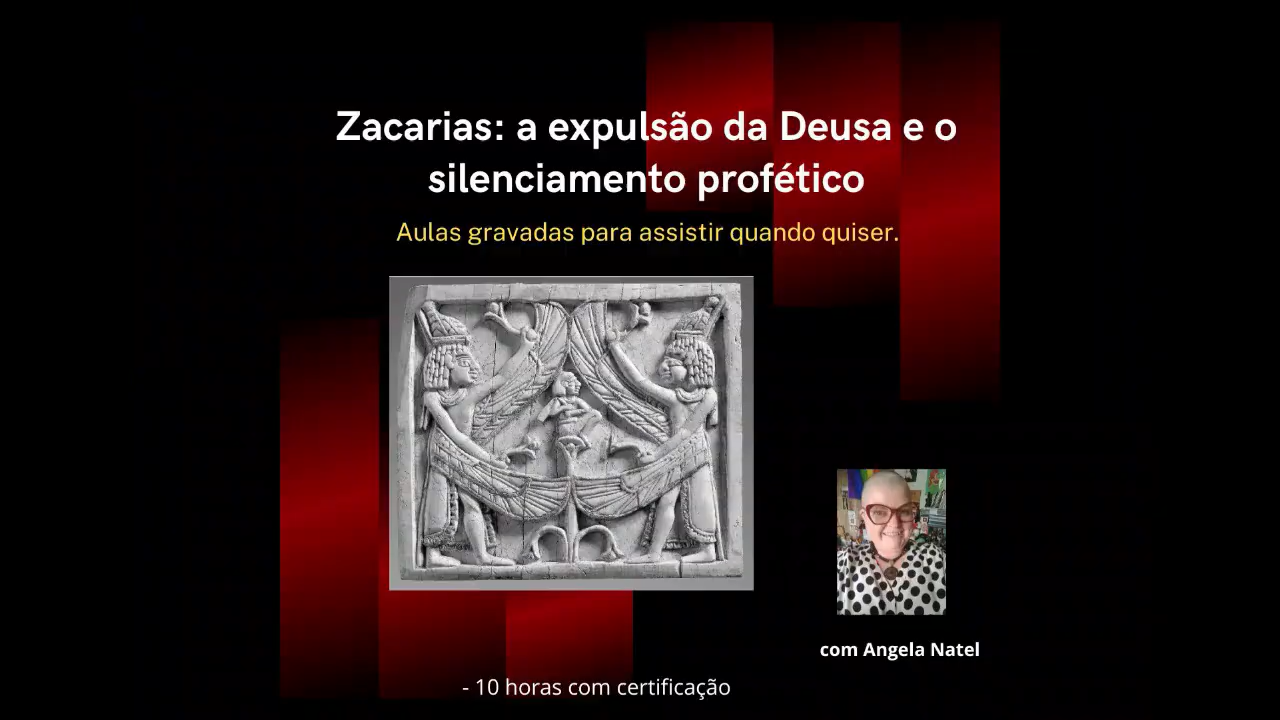 Zacarias: a expulsão da Deusa e o
silenciamento profético
Aulas gravadas para assistir quando quiser.
com Angela Natel
- 10 horas com certificação